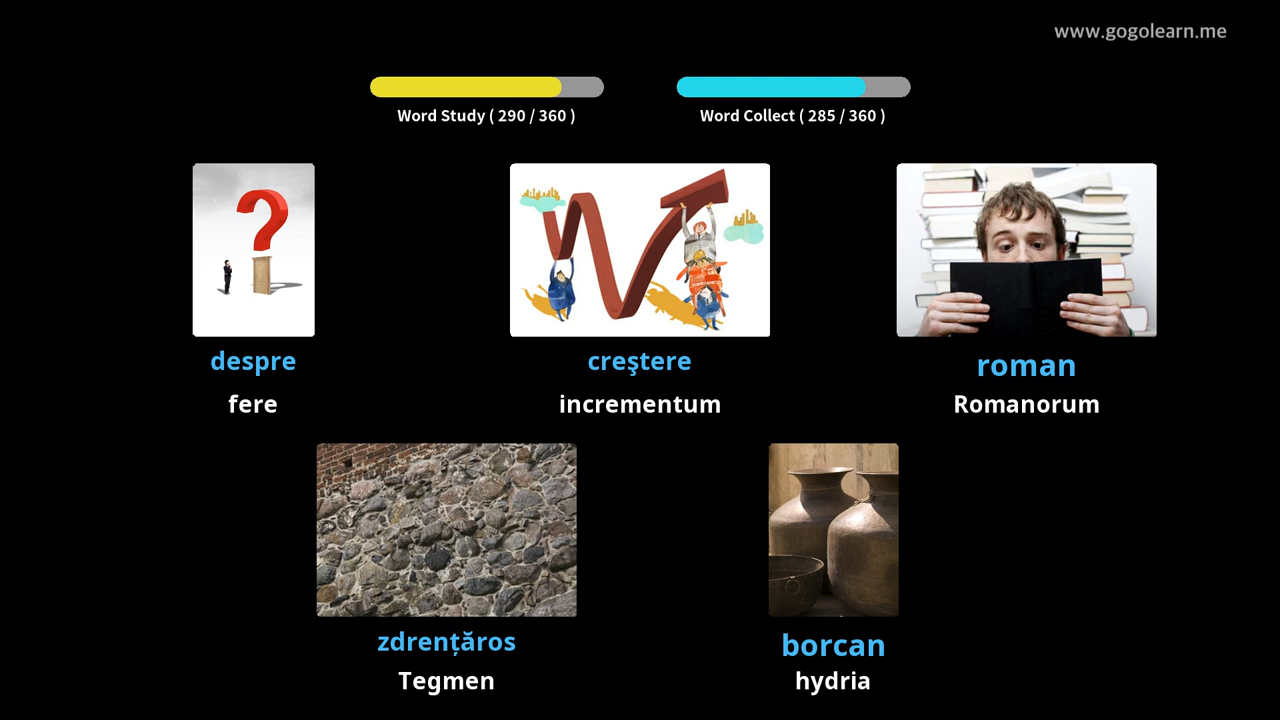 www.gogolearn.me
Word Study ( 290 / 360 )
Word Collect ( 285 / 360 )
despre
creştere
roman
fere
incrementum
Romanorum
zdrențăros
borcan
Tegmen
hydria